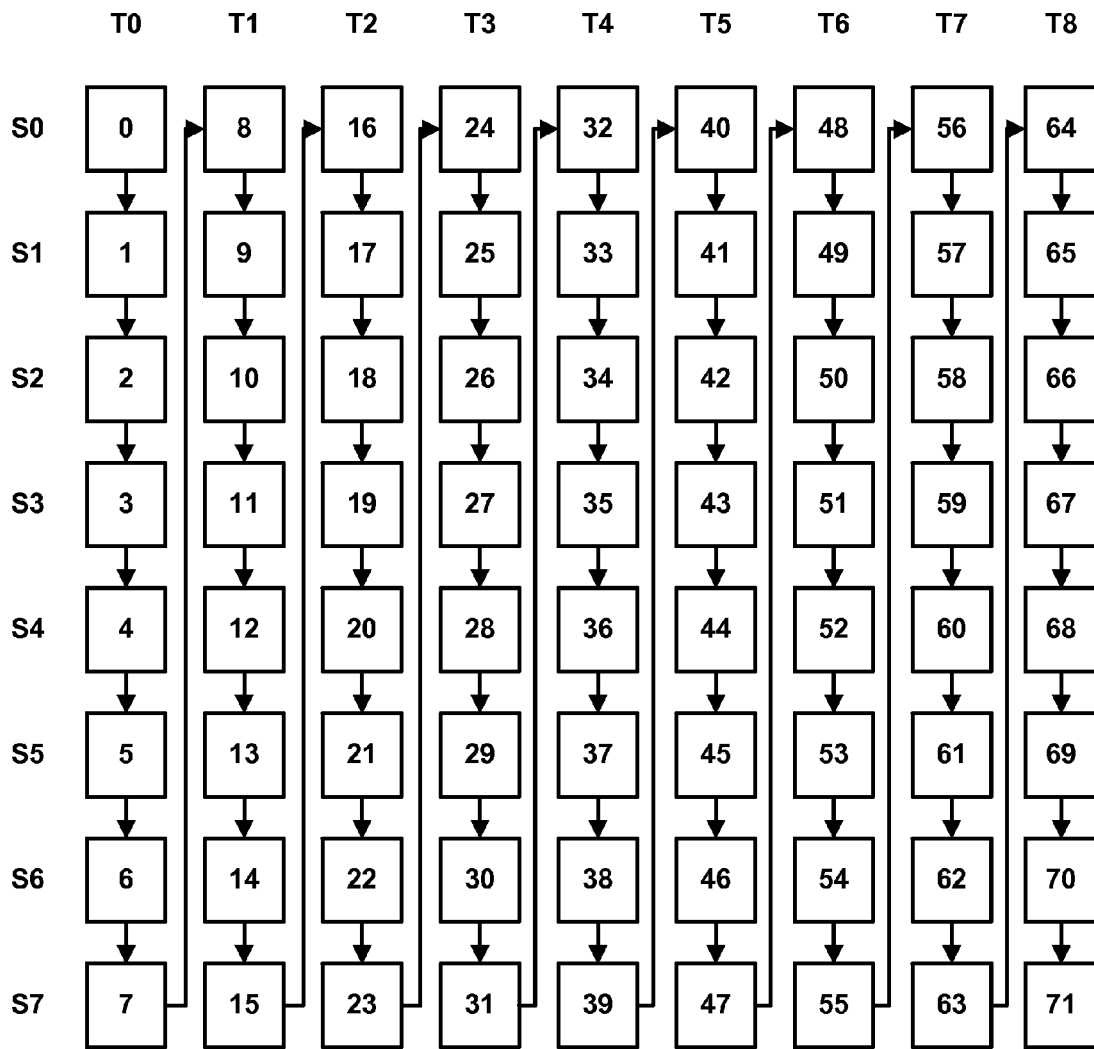 T0 T1 T2 T3 T4 T5 T6 T7 T8
S0 0 8 16 24 32 40 48 56 64
S1 1 9 17 25 33 41 49 57 65
S2 2 10 18 26 34 42 50 58 66
S3 3 11 19 27 35 43 51 59 67
S4 4 12 20 28 36 44 52 60 68
S5 5 13 21 29 37 45 53 61 69
S6 6 14 22 30 38 46 54 62 70
S7 7 15 23 31 39 47 55 63 71